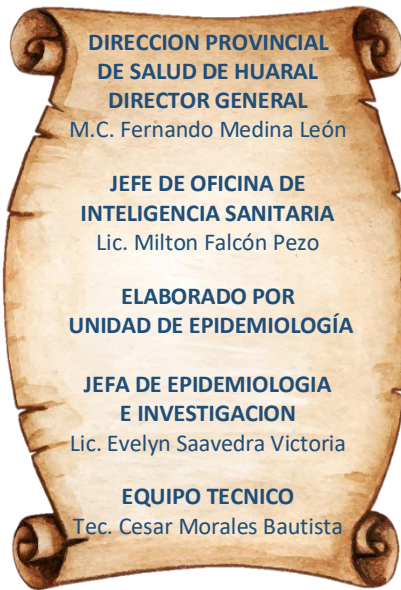 DIRECCION PROVINCIAL
DE SALUD DE HUARAL
DIRECTOR GENERAL
M.C. Fernando Medina León
JEFE DE OFICINA DE
INTELIGENCIA SANITARIA
Lic. Milton Falcón Pezo
ELABORADO POR
UNIDAD DE EPIDEMIOLOGÍA
JEFA DE EPIDEMIOLOGIA
E INVESTIGACION
Lic. Evelyn Saavedra Victoria
EQUIPO TECNICO
Tec. Cesar Morales Bautista